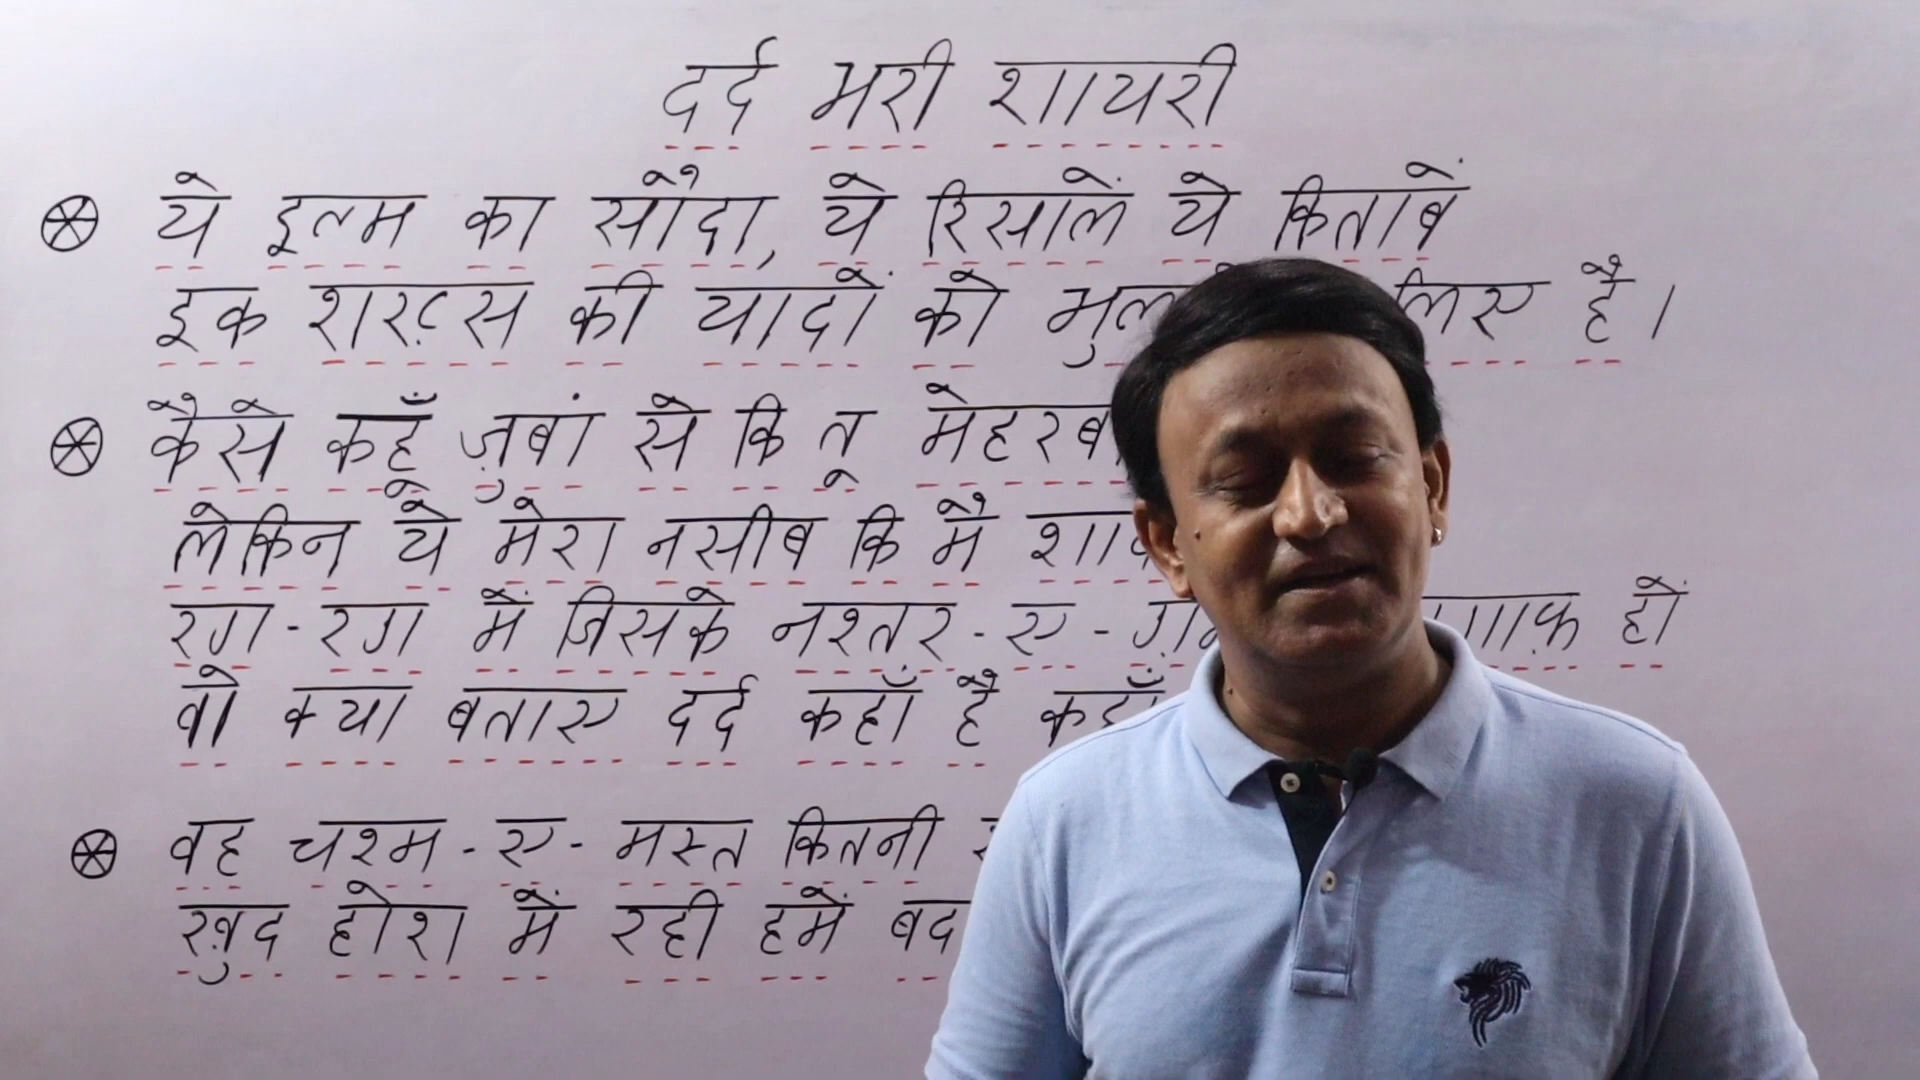 दर्द भरी शायरी
ये इल्म का सौदा, ये रिसालें ये किताबें
इक शख़्स की यादों को लिए है।
कैसे कहूँ ज़ुबां से कि तू
लेकिन ये मेरा नसीब कि मैं
रग-रग में जिसके नश्तर-ए- हों
वो क्या बताए दर्द कहाँ है
वह चश्म-ए-मस्त कितनी
ख़ुद होश में रही हमें